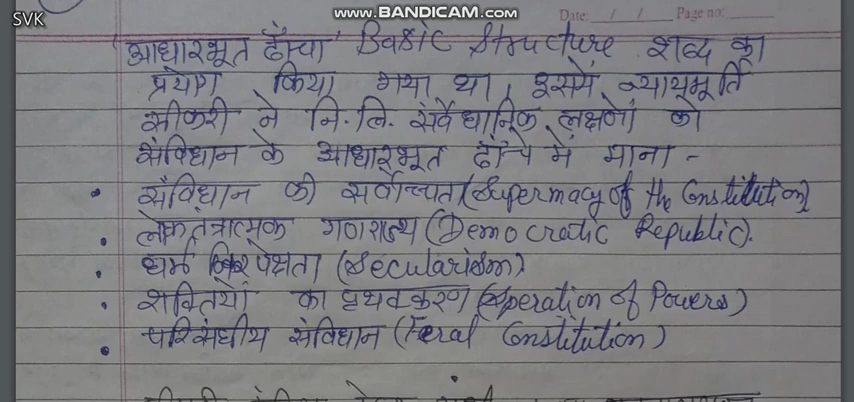 SVK
www.BANDICAM.com
Date: / / Page no:
'आधारभूत ढाँचा' Basic Structure शब्द का
प्रयोग किया गया था, इसमें न्यायमूर्ति
सीकरी ने नि.लि. संवैधानिक लक्षणों को
संविधान के आधारभूत ढाँचे में माना -
• संविधान की सर्वोच्चता (Supermacy of the Constitution)
• लोकतंत्रात्मक गणराज्य (Democratic Republic).
• धर्म निरपेक्षता (Secularism)
• शक्तियों का पृथक्करण (Speration of Powers)
• परिसंघीय संविधान (Feral Constitution)